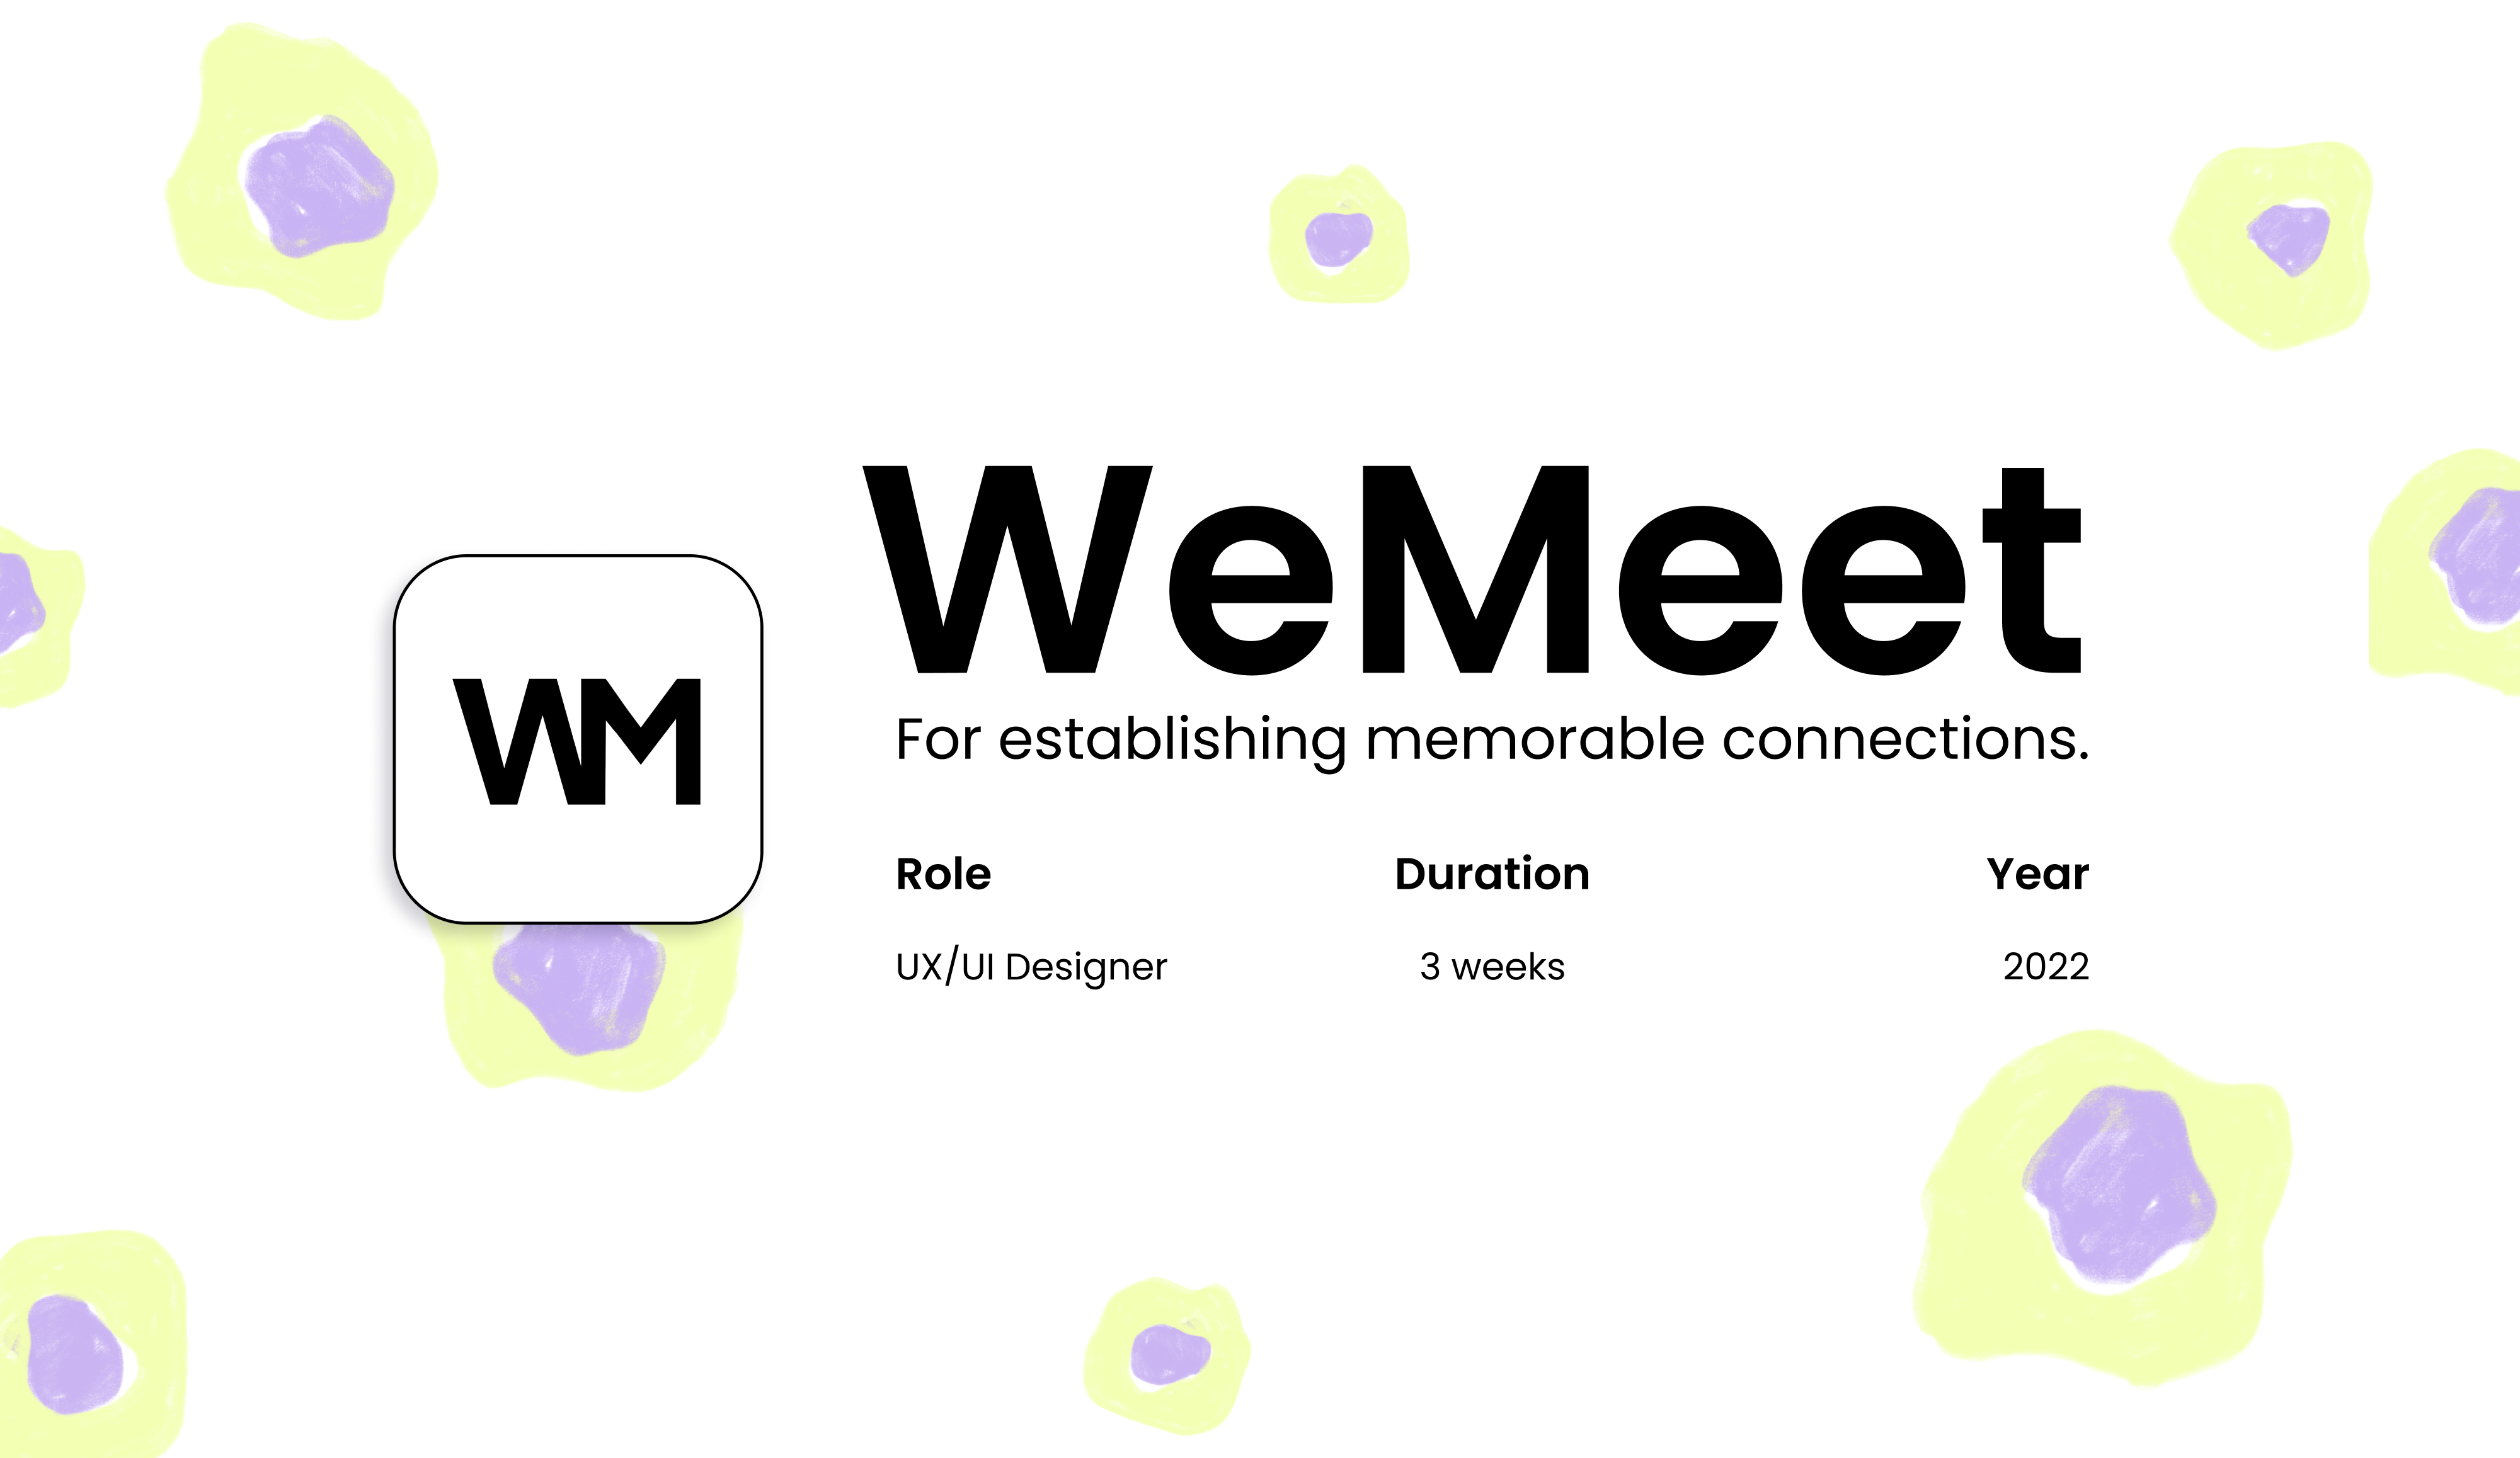 WM
WeMeet
For establishing memorable connections.
Role Duration Year
UX/UI Designer 3 weeks 2022